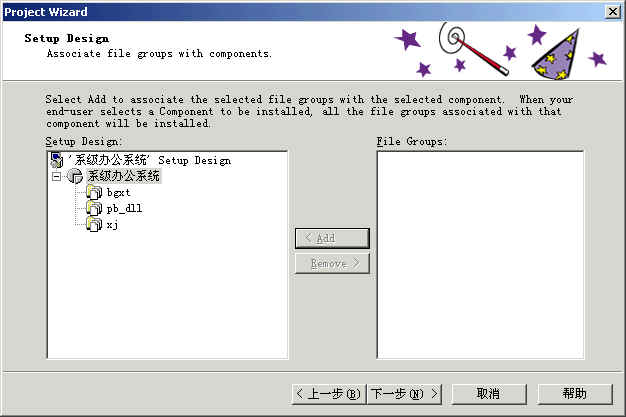 Project Wizard
Setup Design
Associate file groups with components.
Select Add to associate the selected file groups with the selected component. When your
end-user selects a Component to be installed, all the file groups associated with that
component will be installed.
Setup Design:
File Groups:
'系级办公系统' Setup Design
系级办公系统
bgxt
pb_dll
xj
< Add
Remove >
< 上一步(B)
下一步(N) >
取消
帮助